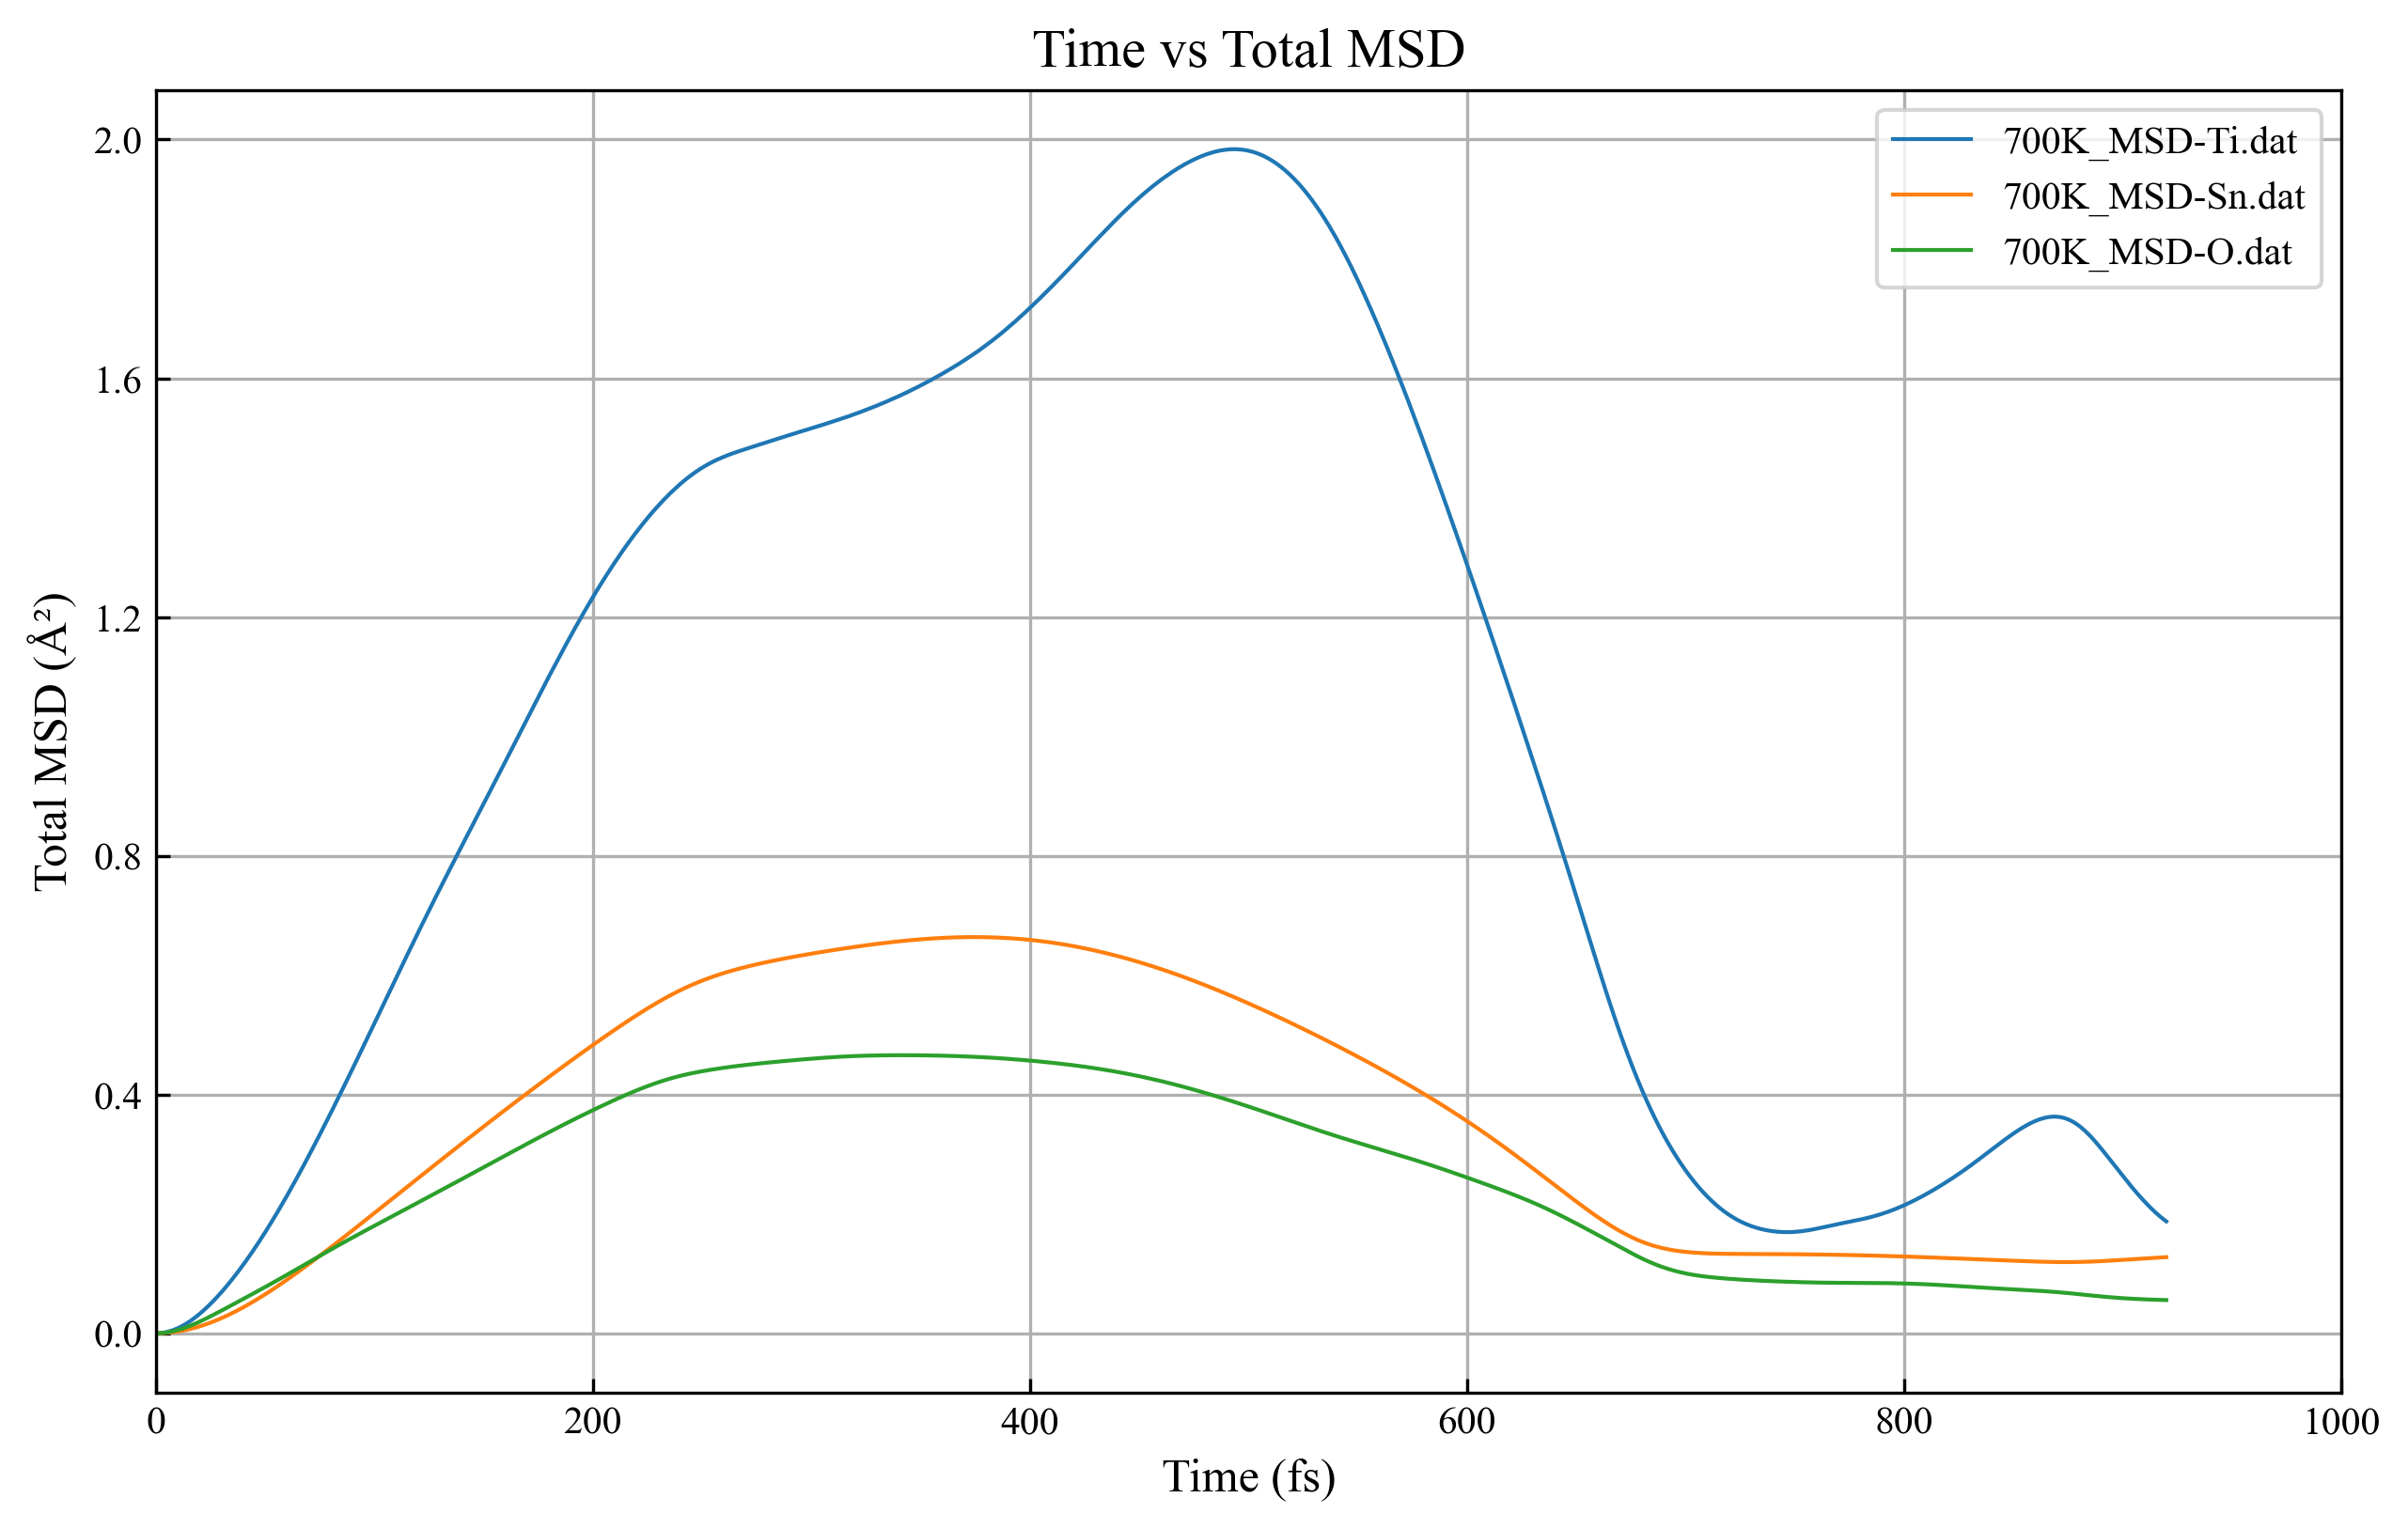 Time vs Total MSD
700K_MSD-Ti.dat
700K_MSD-Sn.dat
700K_MSD-O.dat
Total MSD (Å²)
2.0
1.6
1.2
0.8
0.4
0.0
0 200 400 600 800 1000
Time (fs)